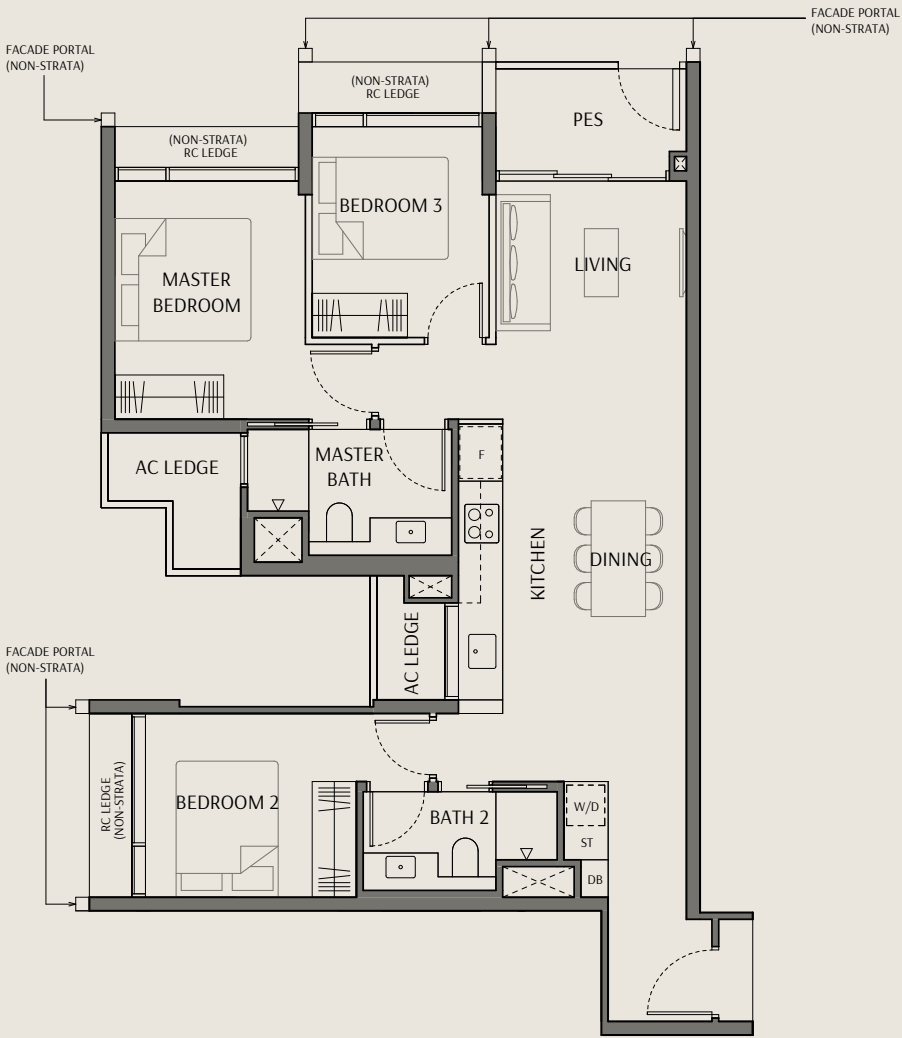 FACADE PORTAL
(NON-STRATA)
FACADE PORTAL
(NON-STRATA)
(NON-STRATA)
RC LEDGE
(NON-STRATA)
RC LEDGE
PES
BEDROOM 3
MASTER
BEDROOM
LIVING
AC LEDGE
MASTER
BATH
F
KITCHEN
DINING
AC LEDGE
FACADE PORTAL
(NON-STRATA)
RC LEDGE
(NON-STRATA)
BEDROOM 2
BATH 2
W/D
ST
DB